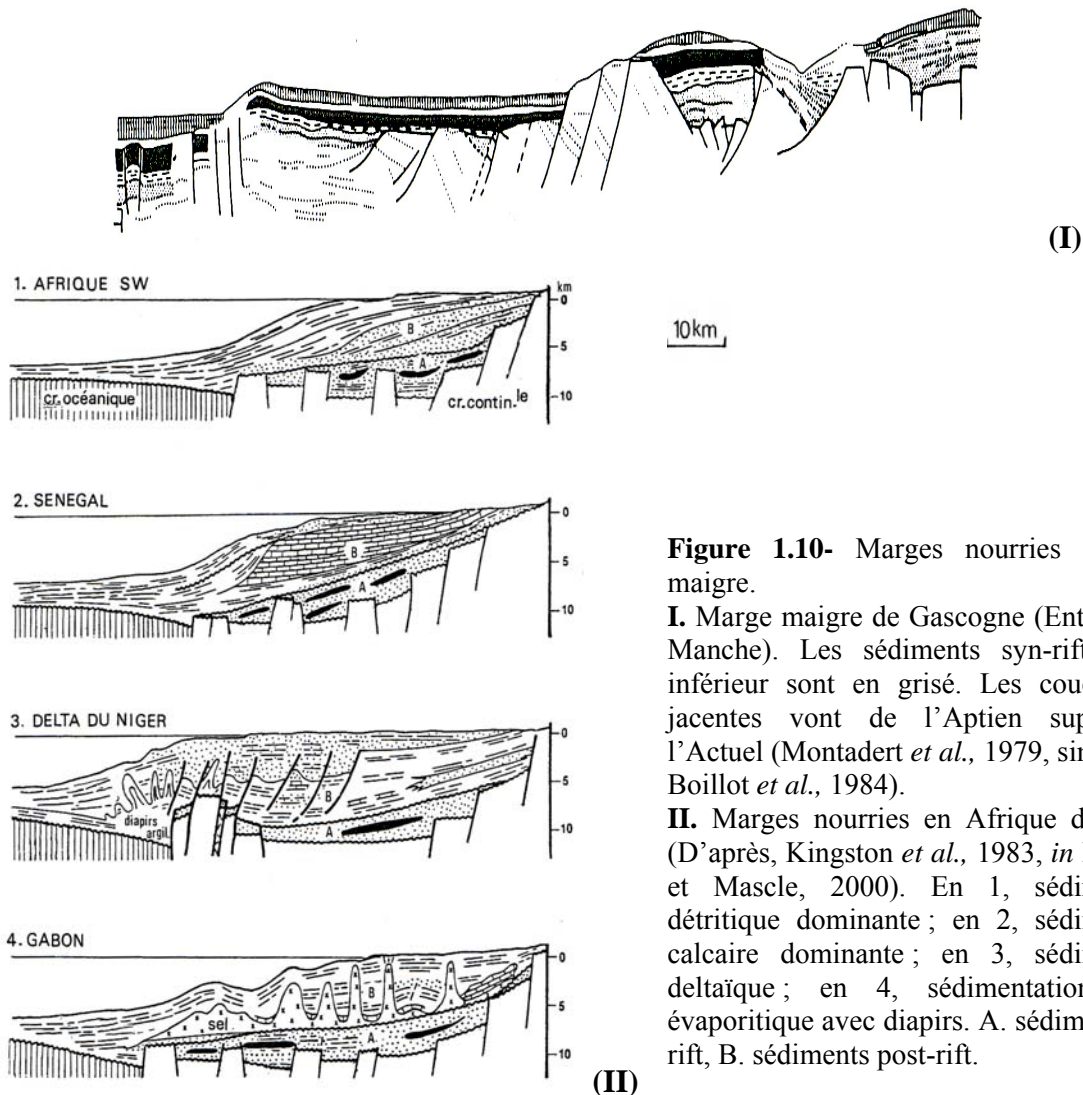 (I)
1. AFRIQUE SW
km
0
B
5
A
cr. océanique
cr.contin.le
10
10km
2. SENEGAL
0
B
5
A
10
3. DELTA DU NIGER
0
5
B
diapirs
argil.
A
10
4. GABON
0
B
5
sel
A
10
(II)
Figure 1.10- Marges nourries
maigre.
I. Marge maigre de Gascogne (Ent
Manche). Les sédiments syn-rift
inférieur sont en grisé. Les cou
jacentes vont de l’Aptien sup
l’Actuel (Montadert et al., 1979, sin
Boillot et al., 1984).
II. Marges nourries en Afrique d
(D’après, Kingston et al., 1983, in
et Mascle, 2000). En 1, sédi
détritique dominante ; en 2, sédi
calcaire dominante ; en 3, sédi
deltaïque ; en 4, sédimentation
évaporitique avec diapirs. A. sédim
rift, B. sédiments post-rift.